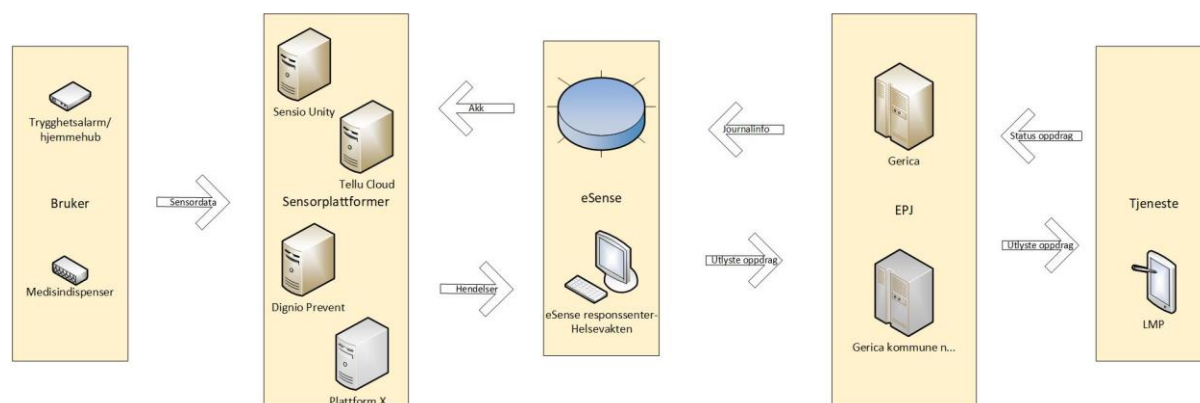 Trygghetsalarm/
hjemmehub
Bruker
Medisindispenser
Sensordata
Sensio Unity
Tellu Cloud
Sensorplattformer
Dignio Prevent
Plattform X
Akk
Hendelser
eSense
eSense responssenter-
Helsevakten
Journalinfo
Utlyste oppdrag
Gerica
EPJ
Gerica kommune n...
Status oppdrag
Utlyste oppdrag
Tjeneste
LMP